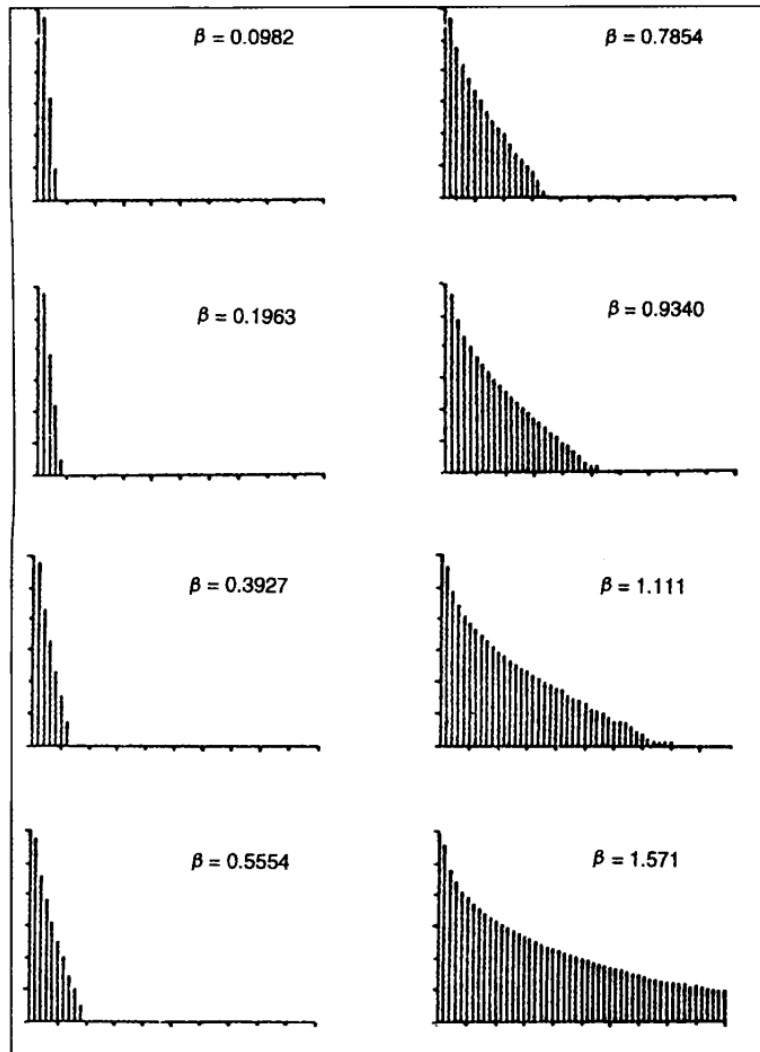 β = 0.0982
β = 0.7854
β = 0.1963
β = 0.9340
β = 0.3927
β = 1.111
β = 0.5554
β = 1.571